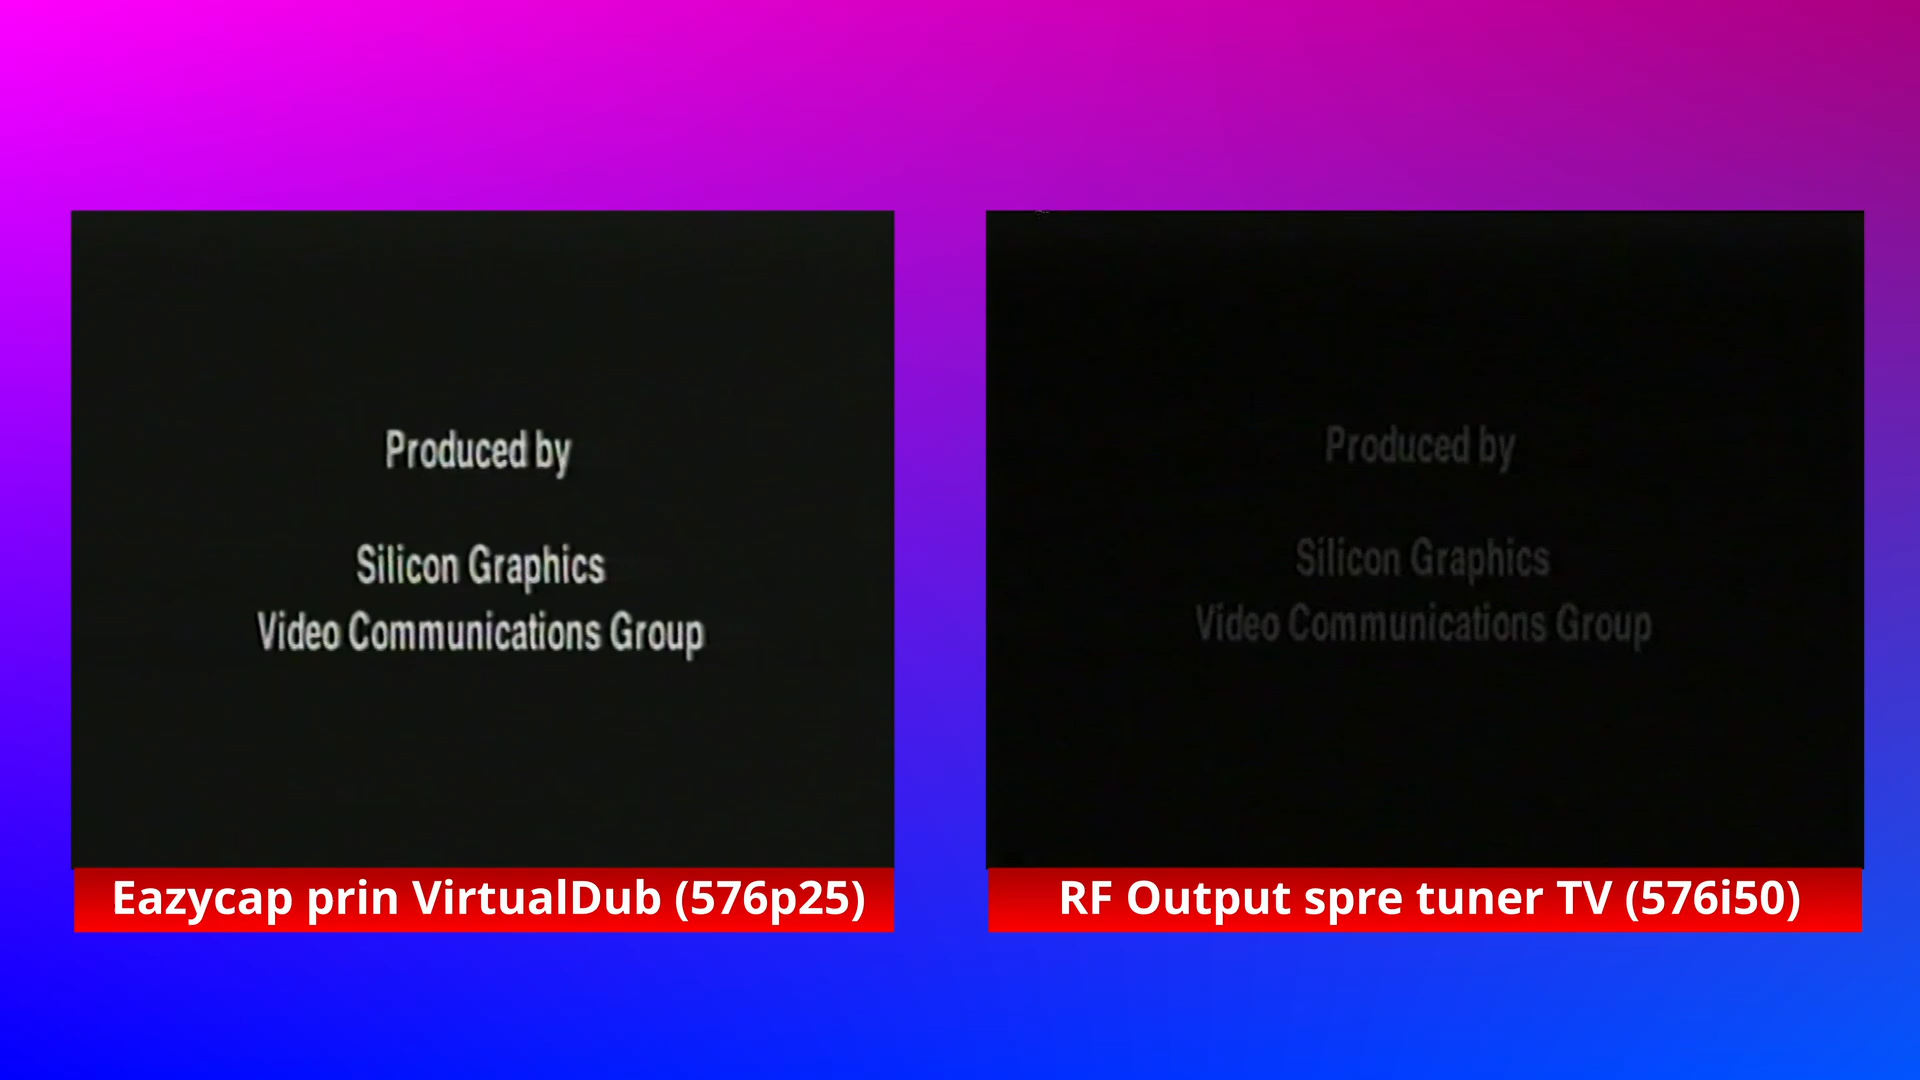 Produced by
Silicon Graphics
Video Communications Group
Eazycap prin VirtualDub (576p25)
Produced by
Silicon Graphics
Video Communications Group
RF Output spre tuner TV (576i50)